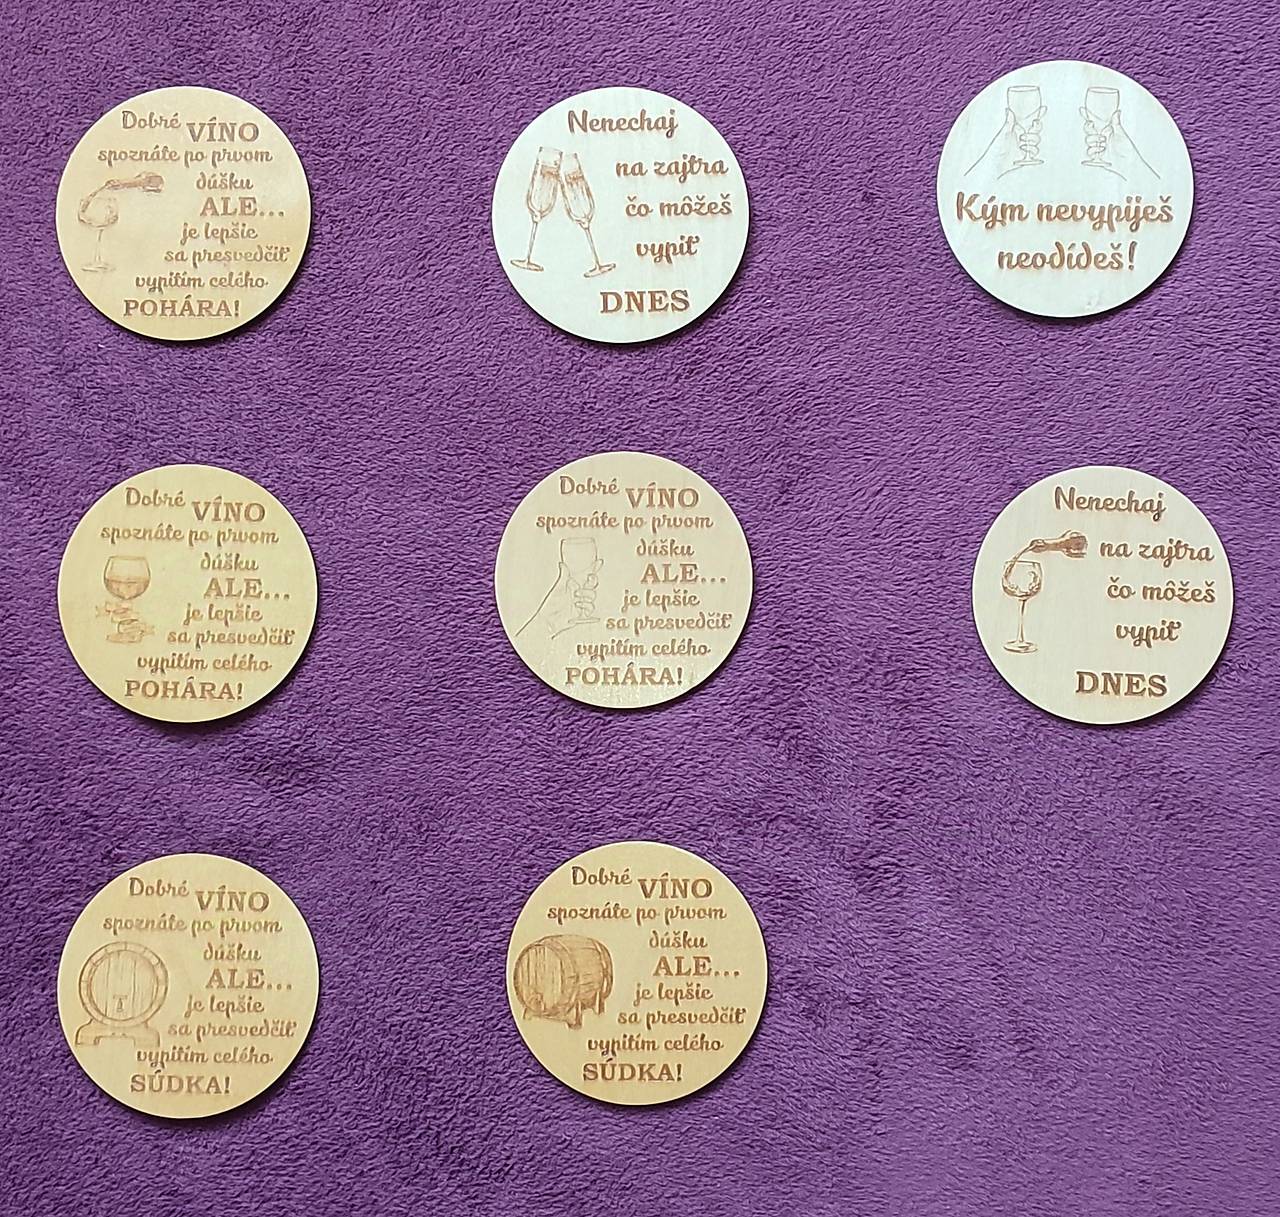 Dobré VÍNO
spoznáte po prvom
dúšku
ALE...
je lepšie
sa presvedčiť
vypitím celého
POHÁRA!
Nenechaj
na zajtra
čo môžeš
vypiť
DNES
Kým nevypiješ
neodídeš!
Dobré VÍNO
spoznáte po prvom
dúšku
ALE...
je lepšie
sa presvedčiť
vypitím celého
POHÁRA!
Dobré VÍNO
spoznáte po prvom
dúšku
ALE...
je lepšie
sa presvedčiť
vypitím celého
POHÁRA!
Nenechaj
na zajtra
čo môžeš
vypiť
DNES
Dobré VÍNO
spoznáte po prvom
dúšku
ALE...
je lepšie
sa presvedčiť
vypitím celého
SÚDKA!
Dobré VÍNO
spoznáte po prvom
dúšku
ALE...
je lepšie
sa presvedčiť
vypitím celého
SÚDKA!